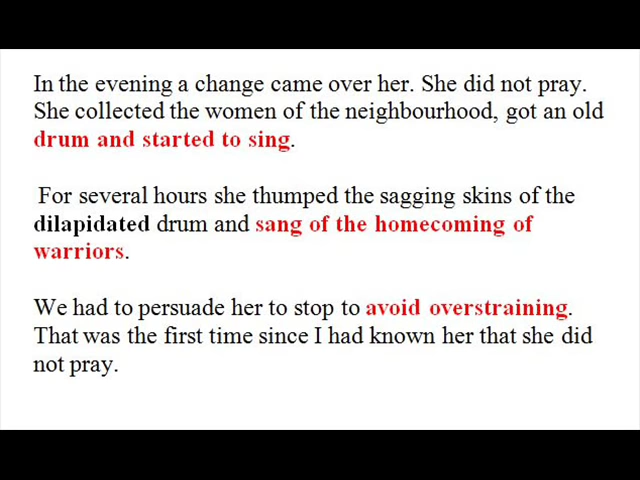 In the evening a change came over her. She did not pray.
She collected the women of the neighbourhood, got an old
drum and started to sing.
For several hours she thumped the sagging skins of the
dilapidated drum and sang of the homecoming of
warriors.
We had to persuade her to stop to avoid overstraining.
That was the first time since I had known her that she did
not pray.